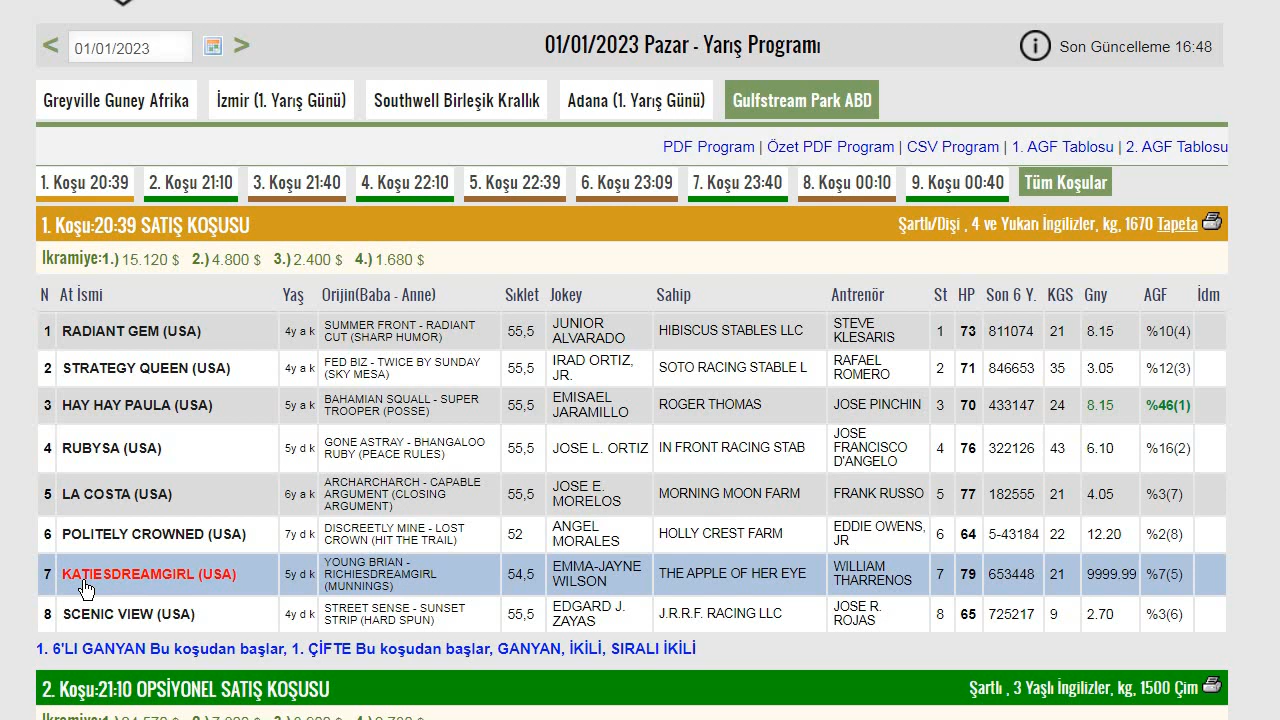 < 01/01/2023 >
01/01/2023 Pazar - Yarış Programı
Son Güncelleme 16:48
Greyville Guney Afrika İzmir (1. Yarış Günü) Southwell Birleşik Krallık Adana (1. Yarış Günü) Gulfstream Park ABD
PDF Program | Özet PDF Program | CSV Program | 1. AGF Tablosu | 2. AGF Tablosu
1. Koşu 20:39 2. Koşu 21:10 3. Koşu 21:40 4. Koşu 22:10 5. Koşu 22:39 6. Koşu 23:09 7. Koşu 23:40 8. Koşu 00:10 9. Koşu 00:40 Tüm Koşular
1. Koşu:20:39 SATIŞ KOŞUSU Şartlı/Dişi , 4 ve Yukarı İngilizler, kg, 1670 Tapeta
Ikramiye:1.) 15.120 $ 2.) 4.800 $ 3.) 2.400 $ 4.) 1.680 $
N At İsmi Yaş Orijin(Baba - Anne) Sıklet Jokey Sahip Antrenör St HP Son 6 Y. KGS Gny AGF İdm
1 RADIANT GEM (USA) 4y a k SUMMER FRONT - RADIANT CUT (SHARP HUMOR) 55,5 JUNIOR ALVARADO HIBISCUS STABLES LLC STEVE KLESARIS 1 73 811074 21 8.15 %10(4)
2 STRATEGY QUEEN (USA) 4y a k FED BIZ - TWICE BY SUNDAY (SKY MESA) 55,5 IRAD ORTIZ, JR. SOTO RACING STABLE L RAFAEL ROMERO 2 71 846653 35 3.05 %12(3)
3 HAY HAY PAULA (USA) 5y a k BAHAMIAN SQUALL - SUPER TROOPER (POSSE) 55,5 EMISAEL JARAMILLO ROGER THOMAS JOSE PINCHIN 3 70 433147 24 8.15 %46(1)
4 RUBYSA (USA) 5y d k GONE ASTRAY - BHANGALOO RUBY (PEACE RULES) 55,5 JOSE L. ORTIZ IN FRONT RACING STAB JOSE FRANCISCO D'ANGELO 4 76 322126 43 6.10 %16(2)
5 LA COSTA (USA) 6y a k ARCHARCHARCH - CAPABLE ARGUMENT (CLOSING ARGUMENT) 55,5 JOSE E. MORELOS MORNING MOON FARM FRANK RUSSO 5 77 182555 21 4.05 %3(7)
6 POLITELY CROWNED (USA) 7y d k DISCREETLY MINE - LOST CROWN (HIT THE TRAIL) 52 ANGEL MORALES HOLLY CREST FARM EDDIE OWENS, JR 6 64 5-43184 22 12.20 %2(8)
7 KATIESDREAMGIRL (USA) 5y d k YOUNG BRIAN - RICHIESDREAMGIRL (MUNNINGS) 54,5 EMMA-JAYNE WILSON THE APPLE OF HER EYE WILLIAM THARRENOS 7 79 653448 21 9999.99 %7(5)
8 SCENIC VIEW (USA) 4y d k STREET SENSE - SUNSET STRIP (HARD SPUN) 55,5 EDGARD J. ZAYAS J.R.R.F. RACING LLC JOSE R. ROJAS 8 65 725217 9 2.70 %3(6)
1. 6'LI GANYAN Bu koşudan başlar, 1. ÇİFTE Bu koşudan başlar, GANYAN, İKİLİ, SIRALI İKİLİ
2. Koşu:21:10 OPSİYONEL SATIŞ KOŞUSU Şartlı , 3 Yaşlı İngilizler, kg, 1500 Çim